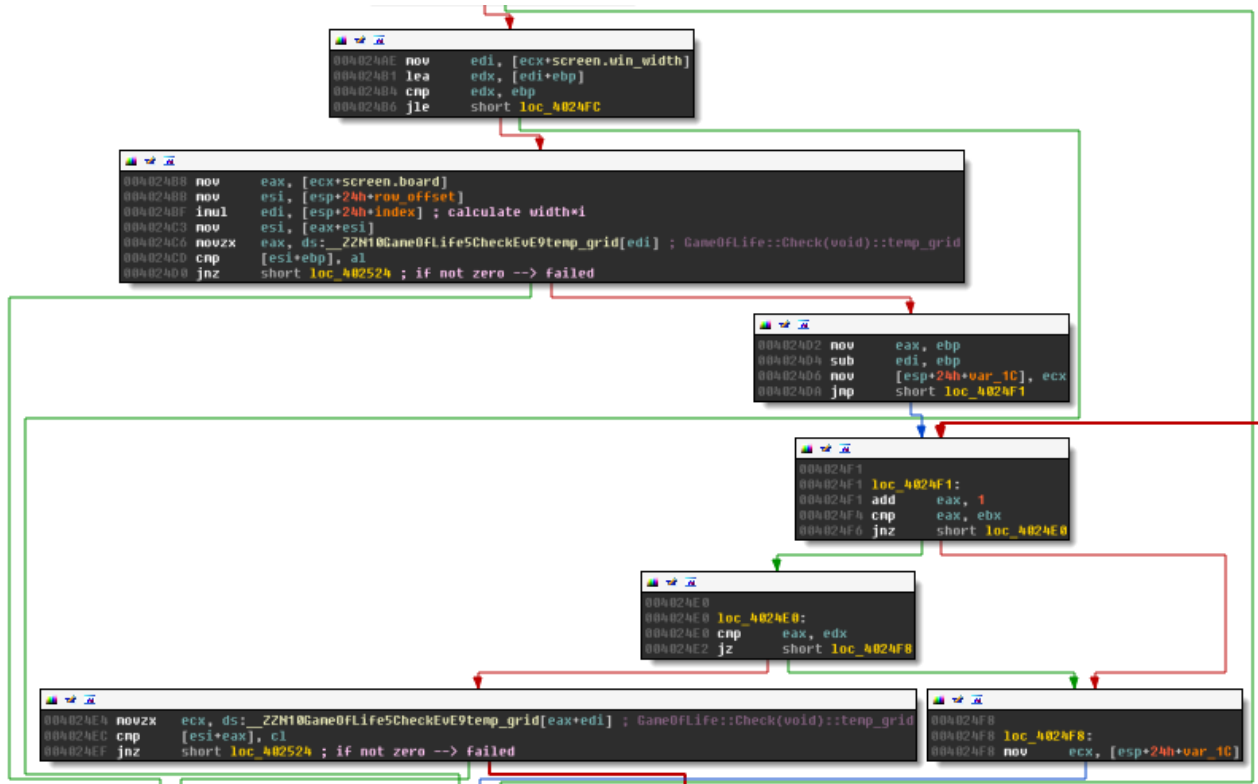 004024AE mov edi, [ecx+screen.win_width]
004024B1 lea edx, [edi+ebp]
004024B4 cmp edx, ebp
004024B6 jle short loc_4024FC
004024B8 mov eax, [ecx+screen.board]
004024BB mov esi, [esp+24h+row_offset]
004024BF imul edi, [esp+24h+index] ; calculate width*i
004024C3 mov esi, [eax+esi]
004024C6 movzx eax, ds:__ZZN10GameOfLife5CheckEvE9temp_grid[edi] ; GameOfLife::Check(void)::temp_grid
004024CD cmp [esi+ebp], al
004024D0 jnz short loc_402524 ; if not zero --> failed
004024D2 mov eax, ebp
004024D4 sub edi, ebp
004024D6 mov [esp+24h+var_1C], ecx
004024DA jmp short loc_4024F1
004024F1
004024F1 loc_4024F1:
004024F1 add eax, 1
004024F4 cmp eax, ebx
004024F6 jnz short loc_4024E0
004024E0
004024E0 loc_4024E0:
004024E0 cmp eax, edx
004024E2 jz short loc_4024F8
004024E4 movzx ecx, ds:__ZZN10GameOfLife5CheckEvE9temp_grid[eax+edi] ; GameOfLife::Check(void)::temp_grid
004024EC cmp [esi+eax], cl
004024EF jnz short loc_402524 ; if not zero --> failed
004024F8
004024F8 loc_4024F8:
004024F8 mov ecx, [esp+24h+var_1C]